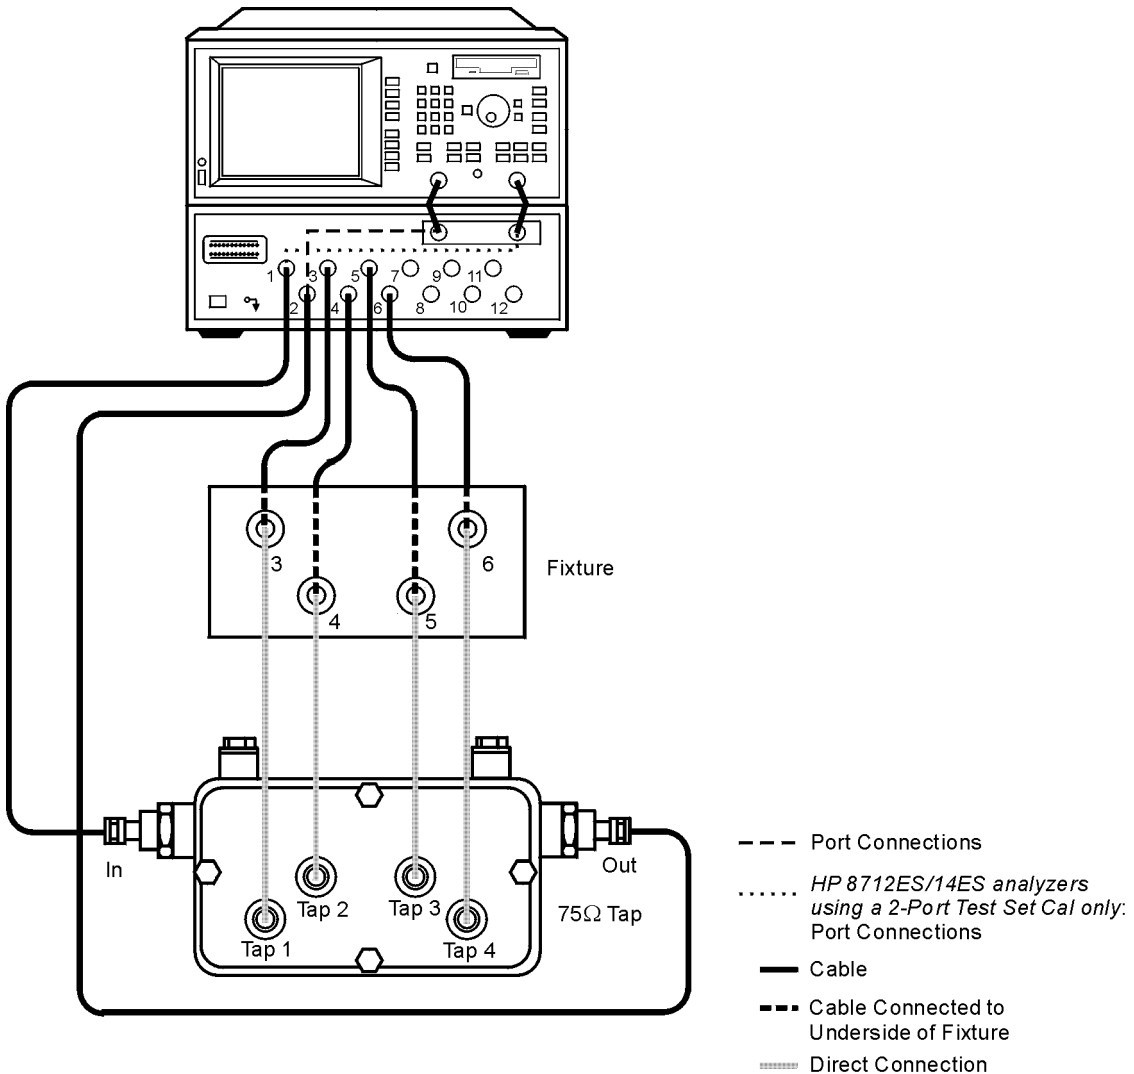 1 3 5 7 9 11
2 4 6 8 10 12
3 6
Fixture
4 5
In
Out
Tap 2 Tap 3
75Ω Tap
Tap 1 Tap 4
Port Connections
HP 8712ES/14ES analyzers
using a 2-Port Test Set Cal only:
Port Connections
Cable
Cable Connected to
Underside of Fixture
Direct Connection